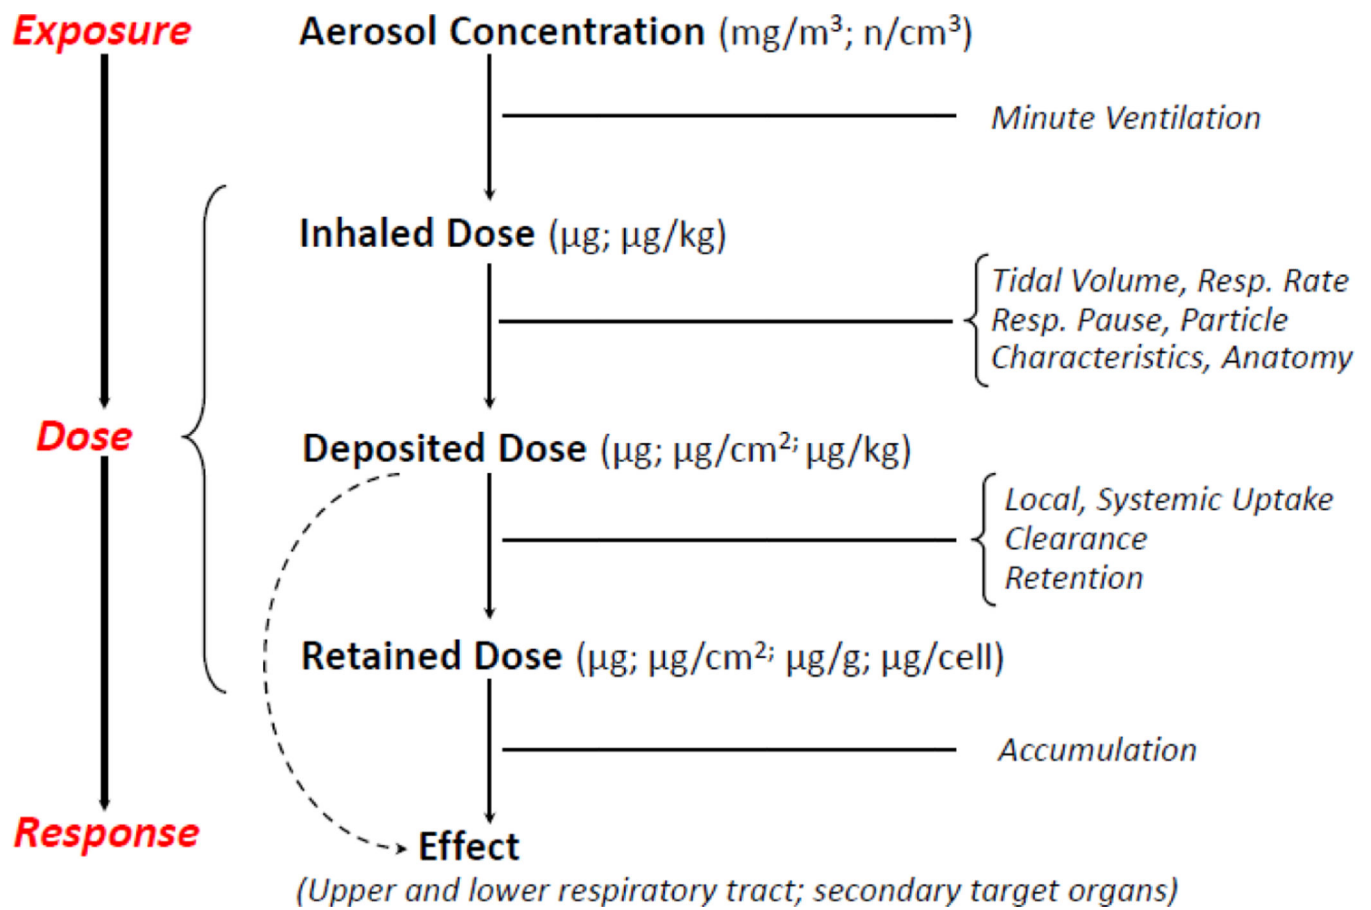 Exposure
Aerosol Concentration (mg/m³; n/cm³)
Minute Ventilation
Inhaled Dose (µg; µg/kg)
Tidal Volume, Resp. Rate
Resp. Pause, Particle
Characteristics, Anatomy
Dose
Deposited Dose (µg; µg/cm²; µg/kg)
Local, Systemic Uptake
Clearance
Retention
Retained Dose (µg; µg/cm²; µg/g; µg/cell)
Accumulation
Response
Effect
(Upper and lower respiratory tract; secondary target organs)